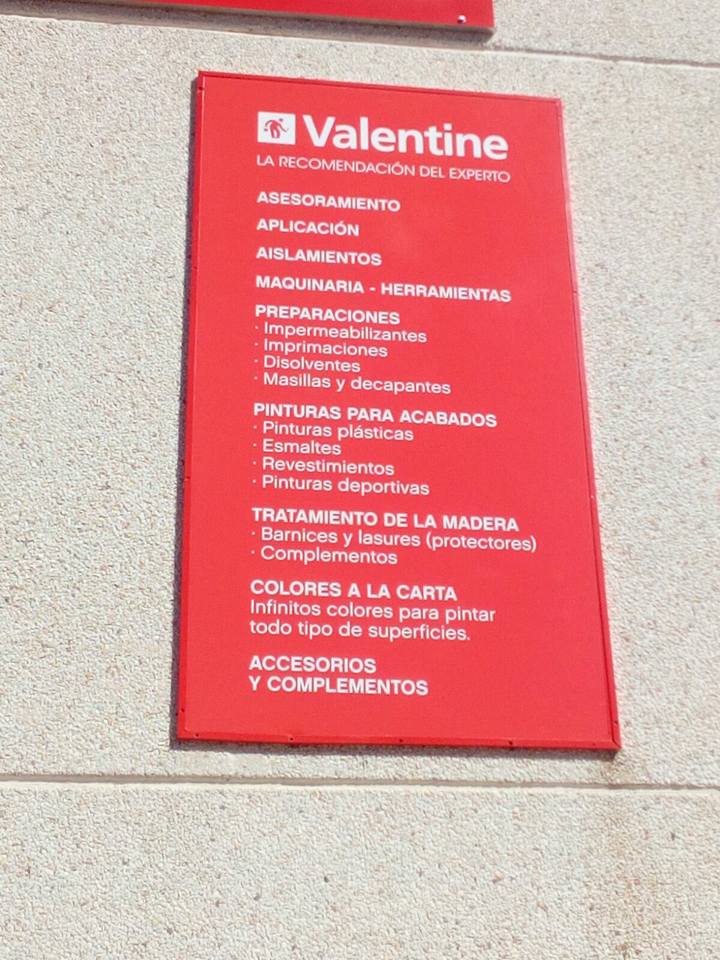 Valentine
LA RECOMENDACIÓN DEL EXPERTO
ASESORAMIENTO
APLICACIÓN
AISLAMIENTOS
MAQUINARIA - HERRAMIENTAS
PREPARACIONES
· Impermeabilizantes
· Imprimaciones
· Disolventes
· Masillas y decapantes
PINTURAS PARA ACABADOS
· Pinturas plásticas
· Esmaltes
· Revestimientos
· Pinturas deportivas
TRATAMIENTO DE LA MADERA
· Barnices y lasures (protectores)
· Complementos
COLORES A LA CARTA
Infinitos colores para pintar
todo tipo de superficies.
ACCESORIOS
Y COMPLEMENTOS